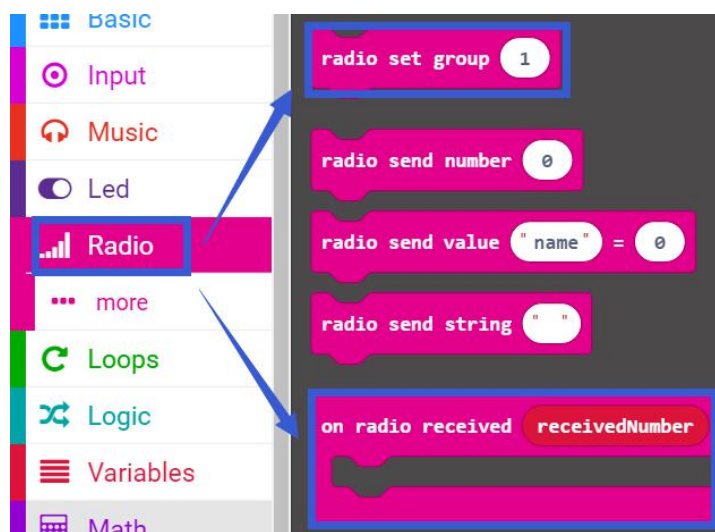 Basic
Input
Music
Led
Radio
more
Loops
Logic
Variables
Math
radio set group 1
radio send number 0
radio send value "name" = 0
radio send string " "
on radio received receivedNumber